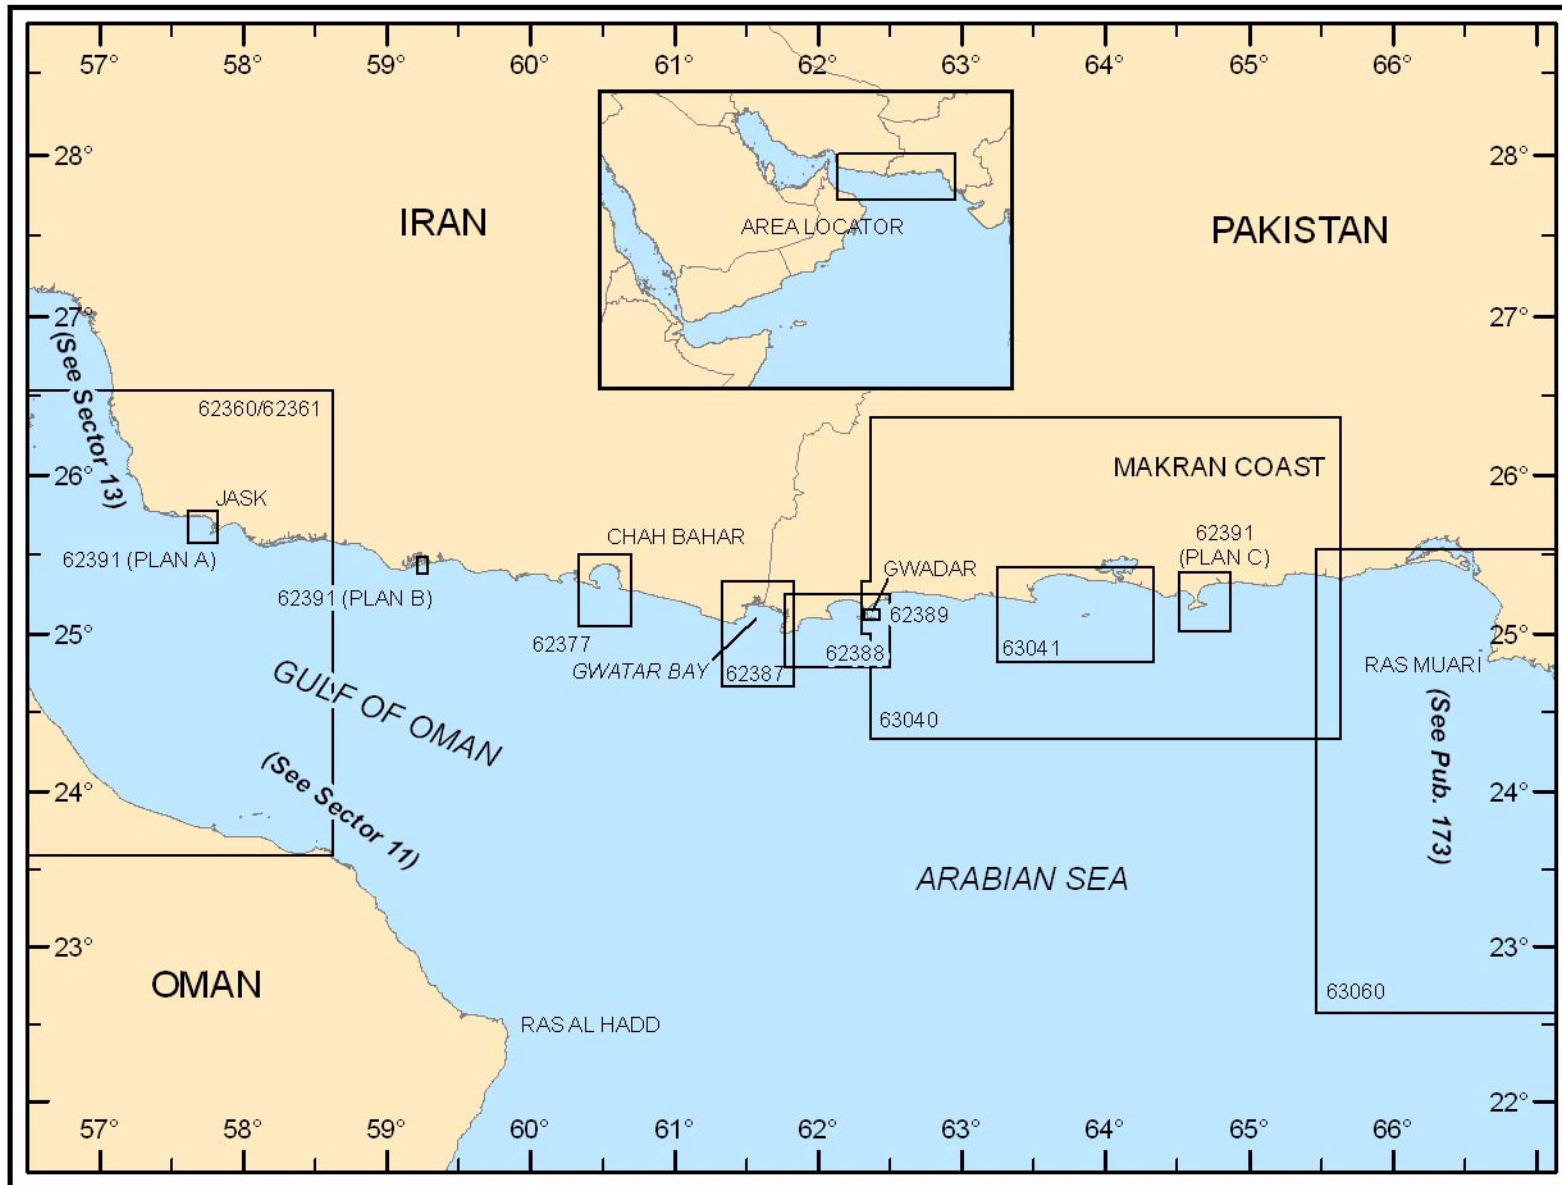 57° 58° 59° 60° 61° 62° 63° 64° 65° 66°
28° 28°
IRAN
AREA LOCATOR
PAKISTAN
27° 27°
(See Sector 13)
62360/62361
MAKRAN COAST
26° 26°
JASK
62391 (PLAN A)
62391 (PLAN B)
CHAH BAHAR
62377
GWADAR
62391
(PLAN C)
62389
25° 25°
GWATAR BAY
62387
62388
63041
RAS MUARI
63040
GULF OF OMAN
(See Sector 11)
(See Pub. 173)
24° 24°
ARABIAN SEA
23° 23°
OMAN
63060
RAS AL HADD
22°
57° 58° 59° 60° 61° 62° 63° 64° 65° 66°